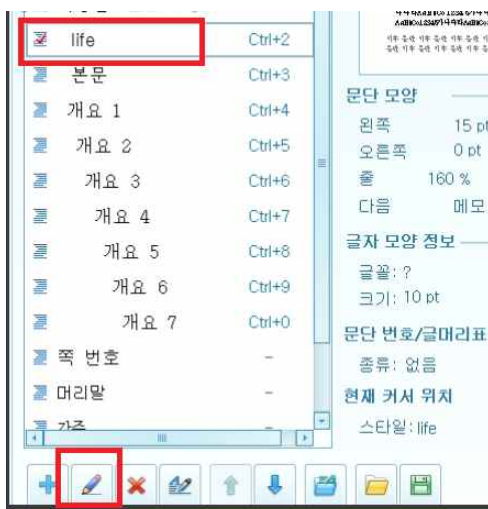 life Ctrl+2
본문 Ctrl+3
개요 1 Ctrl+4
개요 2 Ctrl+5
개요 3 Ctrl+6
개요 4 Ctrl+7
개요 5 Ctrl+8
개요 6 Ctrl+9
개요 7 Ctrl+0
쪽 번호 -
머리말 -
문단 모양
왼쪽 15 pt
오른쪽 0 pt
줄 160 %
다음 메모
글자 모양 정보
글꼴: ?
크기: 10 pt
문단 번호/글머리표
종류: 없음
현재 커서 위치
스타일: life